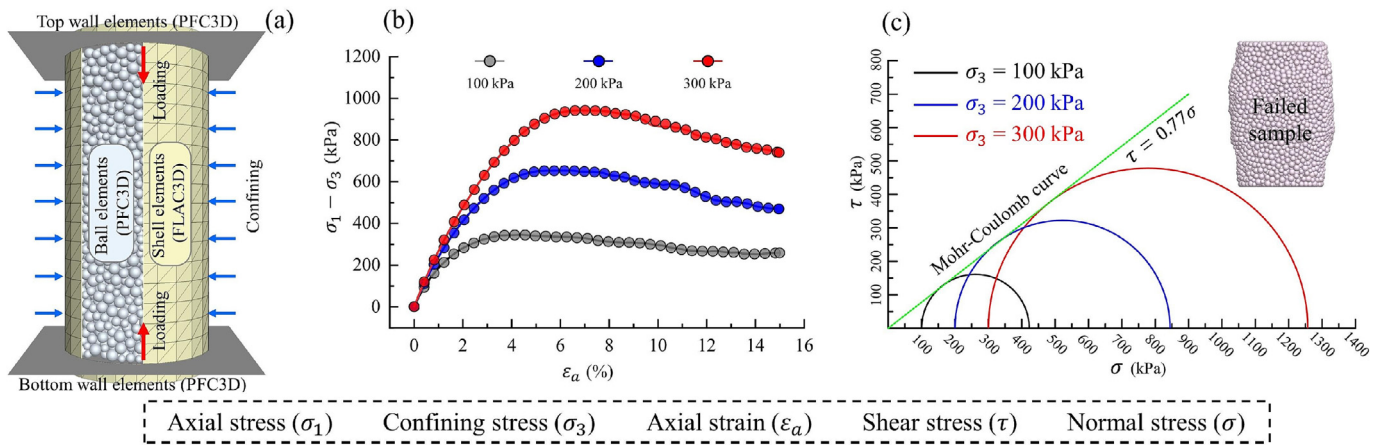 Top wall elements (PFC3D)
(a)
Loading
Ball elements
(PFC3D)
Shell elements
(FLAC3D)
Confining
Loading
Bottom wall elements (PFC3D)
(b)
1200
1000
800
600
400
200
0
σ₁ − σ₃ (kPa)
100 kPa
200 kPa
300 kPa
0 2 4 6 8 10 12 14 16
εₐ (%)
(c)
800
700
600
500
400
300
200
100
τ (kPa)
σ₃ = 100 kPa
σ₃ = 200 kPa
σ₃ = 300 kPa
Mohr-Coulomb curve
τ = 0.77σ
Failed
sample
100 200 300 400 500 600 700 800 900 1000 1100 1200 1300 1400
σ (kPa)
Axial stress (σ₁) Confining stress (σ₃) Axial strain (εₐ) Shear stress (τ) Normal stress (σ)